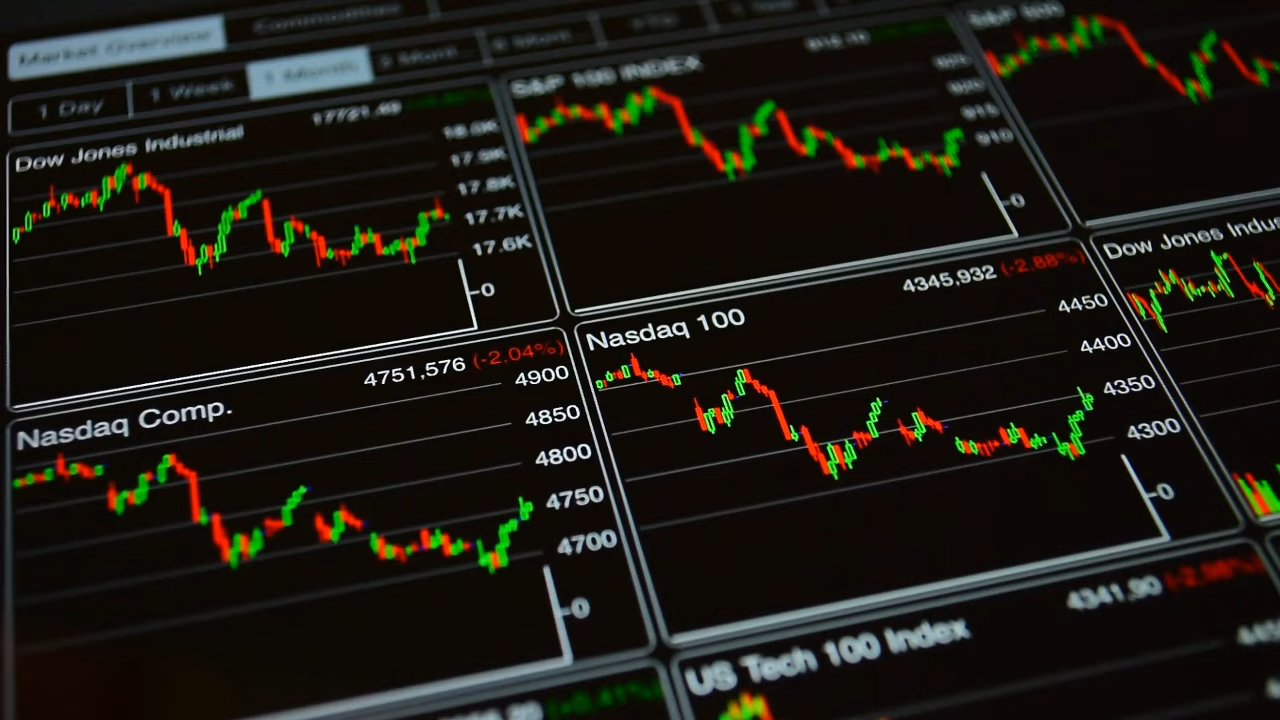 Market Overview
Commodities
1 Day
1 Week
1 Month
Dow Jones Industrial
18.0K
17.9K
17.8K
17.7K
17.6K
0
S&P 100 INDEX
915
910
0
S&P 500
Nasdaq Comp.
4751,576 (-2.04%)
4900
4850
4800
4750
4700
0
Nasdaq 100
4345,932 (-2.88%)
4450
4400
4350
4300
0
Dow Jones Indus
US Tech 100 Index
4341,90